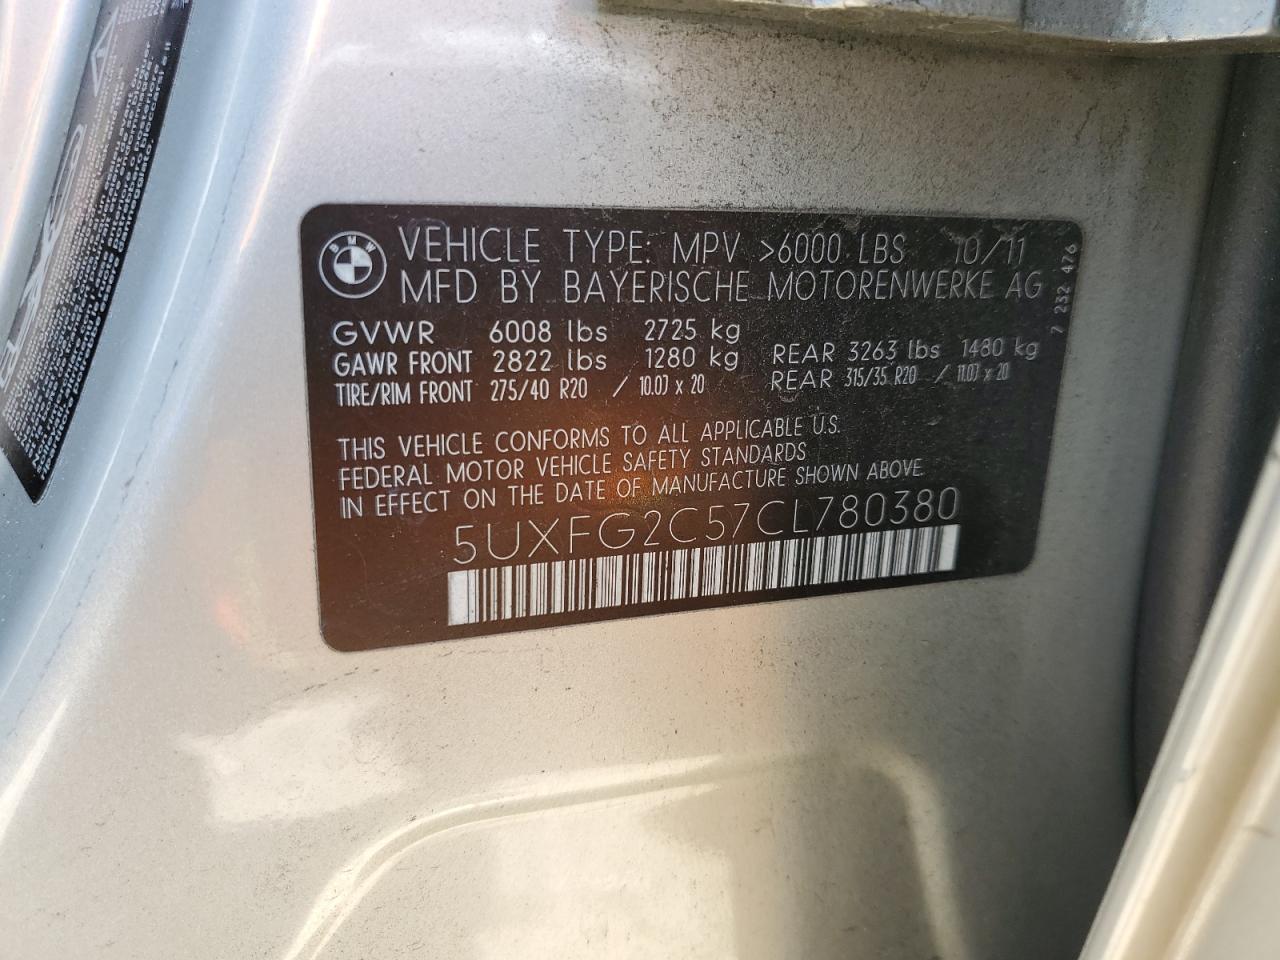 BMW
VEHICLE TYPE: MPV >6000 LBS 10/11
MFD BY BAYERISCHE MOTORENWERKE AG
7 232 476
GVWR 6008 lbs 2725 kg
GAWR FRONT 2822 lbs 1280 kg REAR 3263 lbs 1480 kg
TIRE/RIM FRONT 275/40 R20 / 10.0J x 20 REAR 315/35 R20 / 11.0J x 20
THIS VEHICLE CONFORMS TO ALL APPLICABLE U.S.
FEDERAL MOTOR VEHICLE SAFETY STANDARDS
IN EFFECT ON THE DATE OF MANUFACTURE SHOWN ABOVE.
5UXFG2C57CL780380